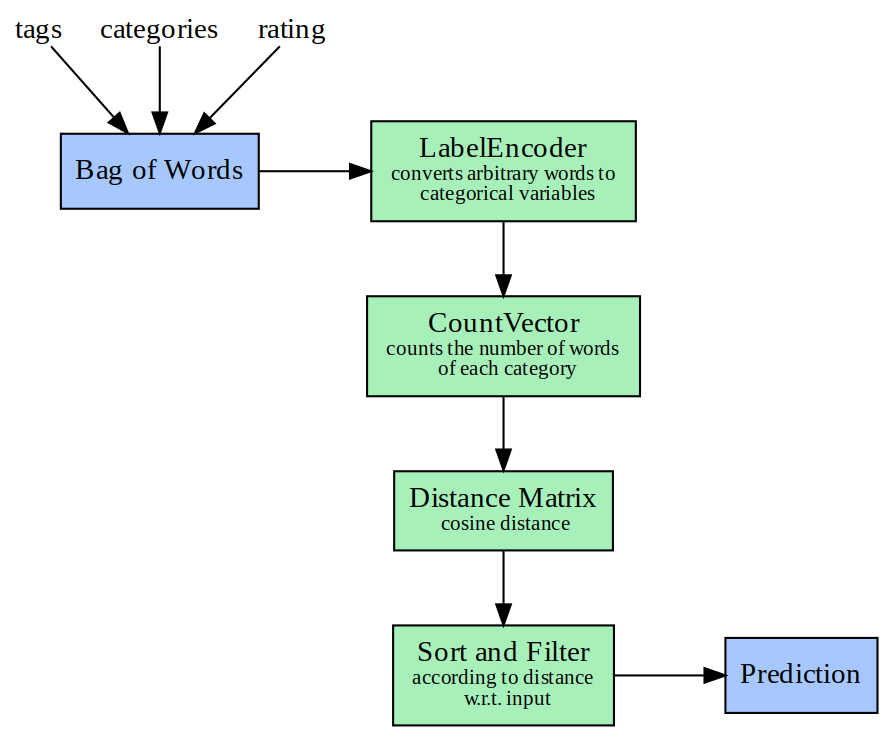 tags categories rating
Bag of Words
LabelEncoder
converts arbitrary words to
categorical variables
CountVector
counts the number of words
of each category
Distance Matrix
cosine distance
Sort and Filter
according to distance
w.r.t. input
Prediction